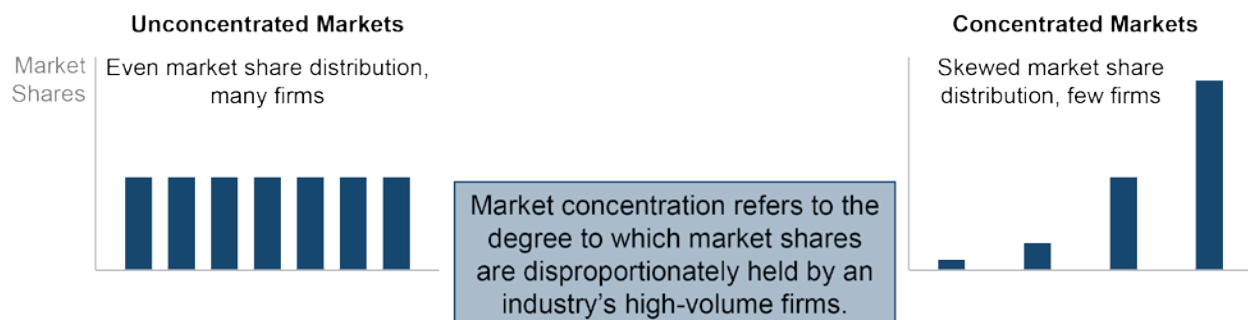 Unconcentrated Markets
Market
Shares
Even market share distribution,
many firms
Concentrated Markets
Skewed market share
distribution, few firms
Market concentration refers to the
degree to which market shares
are disproportionately held by an
industry's high-volume firms.